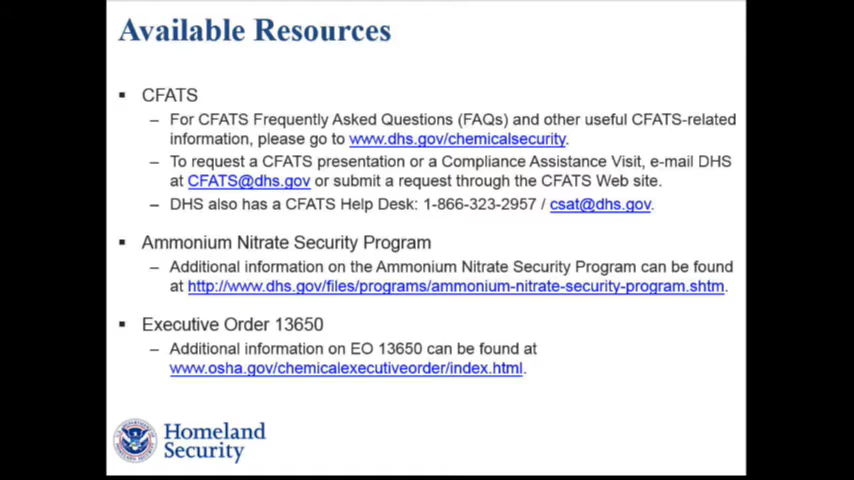 Available Resources
▪ CFATS
– For CFATS Frequently Asked Questions (FAQs) and other useful CFATS-related
information, please go to www.dhs.gov/chemicalsecurity.
– To request a CFATS presentation or a Compliance Assistance Visit, e-mail DHS
at CFATS@dhs.gov or submit a request through the CFATS Web site.
– DHS also has a CFATS Help Desk: 1-866-323-2957 / csat@dhs.gov.
▪ Ammonium Nitrate Security Program
– Additional information on the Ammonium Nitrate Security Program can be found
at http://www.dhs.gov/files/programs/ammonium-nitrate-security-program.shtm.
▪ Executive Order 13650
– Additional information on EO 13650 can be found at
www.osha.gov/chemicalexecutiveorder/index.html.
Homeland
Security